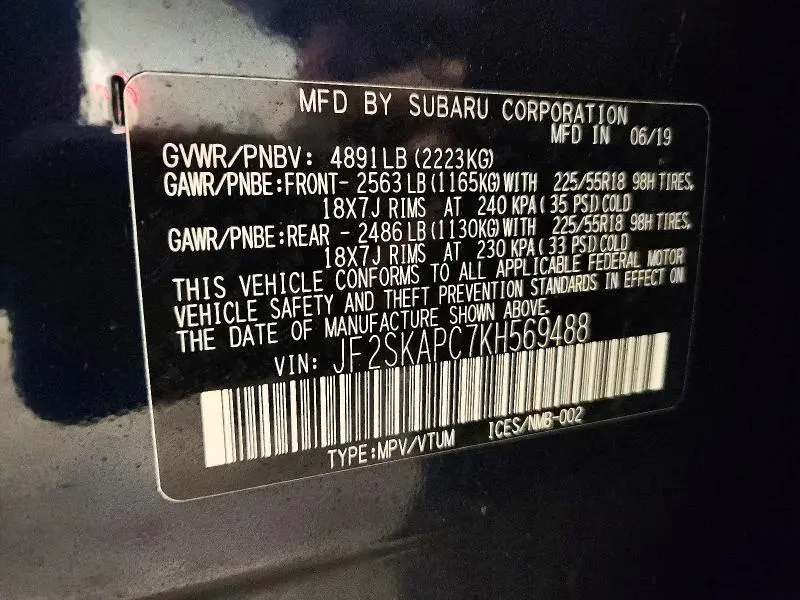 MFD BY SUBARU CORPORATION
MFD IN 06/19
GVWR/PNBV: 4891LB (2223KG)
GAWR/PNBE:FRONT- 2563LB(1165KG)WITH 225/55R18 98H TIRES,
18X7J RIMS AT 240 KPA(35 PSI)COLD
GAWR/PNBE:REAR - 2486LB(1130KG)WITH 225/55R18 98H TIRES,
18X7J RIMS AT 230 KPA(33 PSI)COLD
THIS VEHICLE CONFORMS TO ALL APPLICABLE FEDERAL MOTOR
VEHICLE SAFETY AND THEFT PREVENTION STANDARDS IN EFFECT ON
THE DATE OF MANUFACTURE SHOWN ABOVE.
VIN: JF2SKAPC7KH569488
TYPE:MPV/VTUM ICES/NMB-002